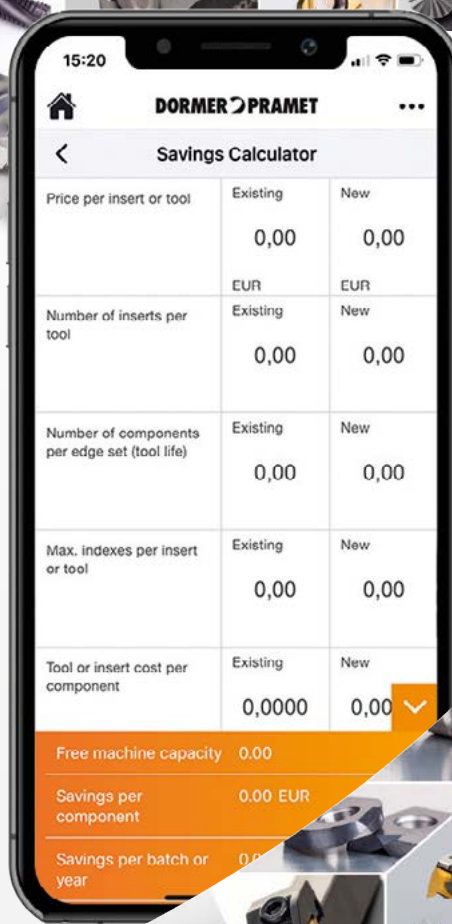 15:20
DORMER PRAMET
Savings Calculator
Price per insert or tool
Existing
New
0,00
0,00
EUR
EUR
Number of inserts per
tool
Existing
New
0,00
0,00
Number of components
per edge set (tool life)
Existing
New
0,00
0,00
Max. indexes per insert
or tool
Existing
New
0,00
0,00
Tool or insert cost per
component
Existing
New
0,0000
0,00
Free machine capacity 0.00
Savings per
component
0.00 EUR
Savings per batch or
year